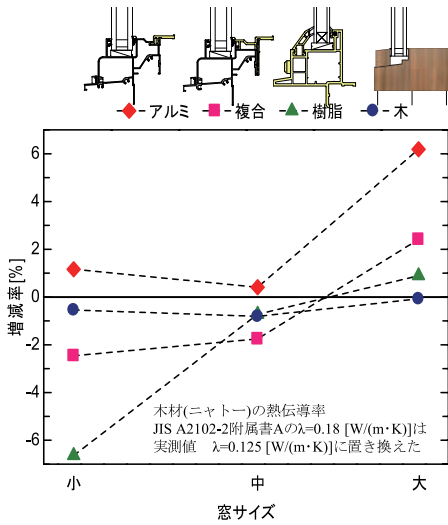 アルミ 複合 樹脂 木
増減率[%]
6
4
2
0
-2
-4
-6
木材(ニャトー)の熱伝導率
JIS A2102-2附属書Aのλ=0.18 [W/(m･K)]は
実測値 λ=0.125 [W/(m･K)]に置き換えた
小 中 大
窓サイズ